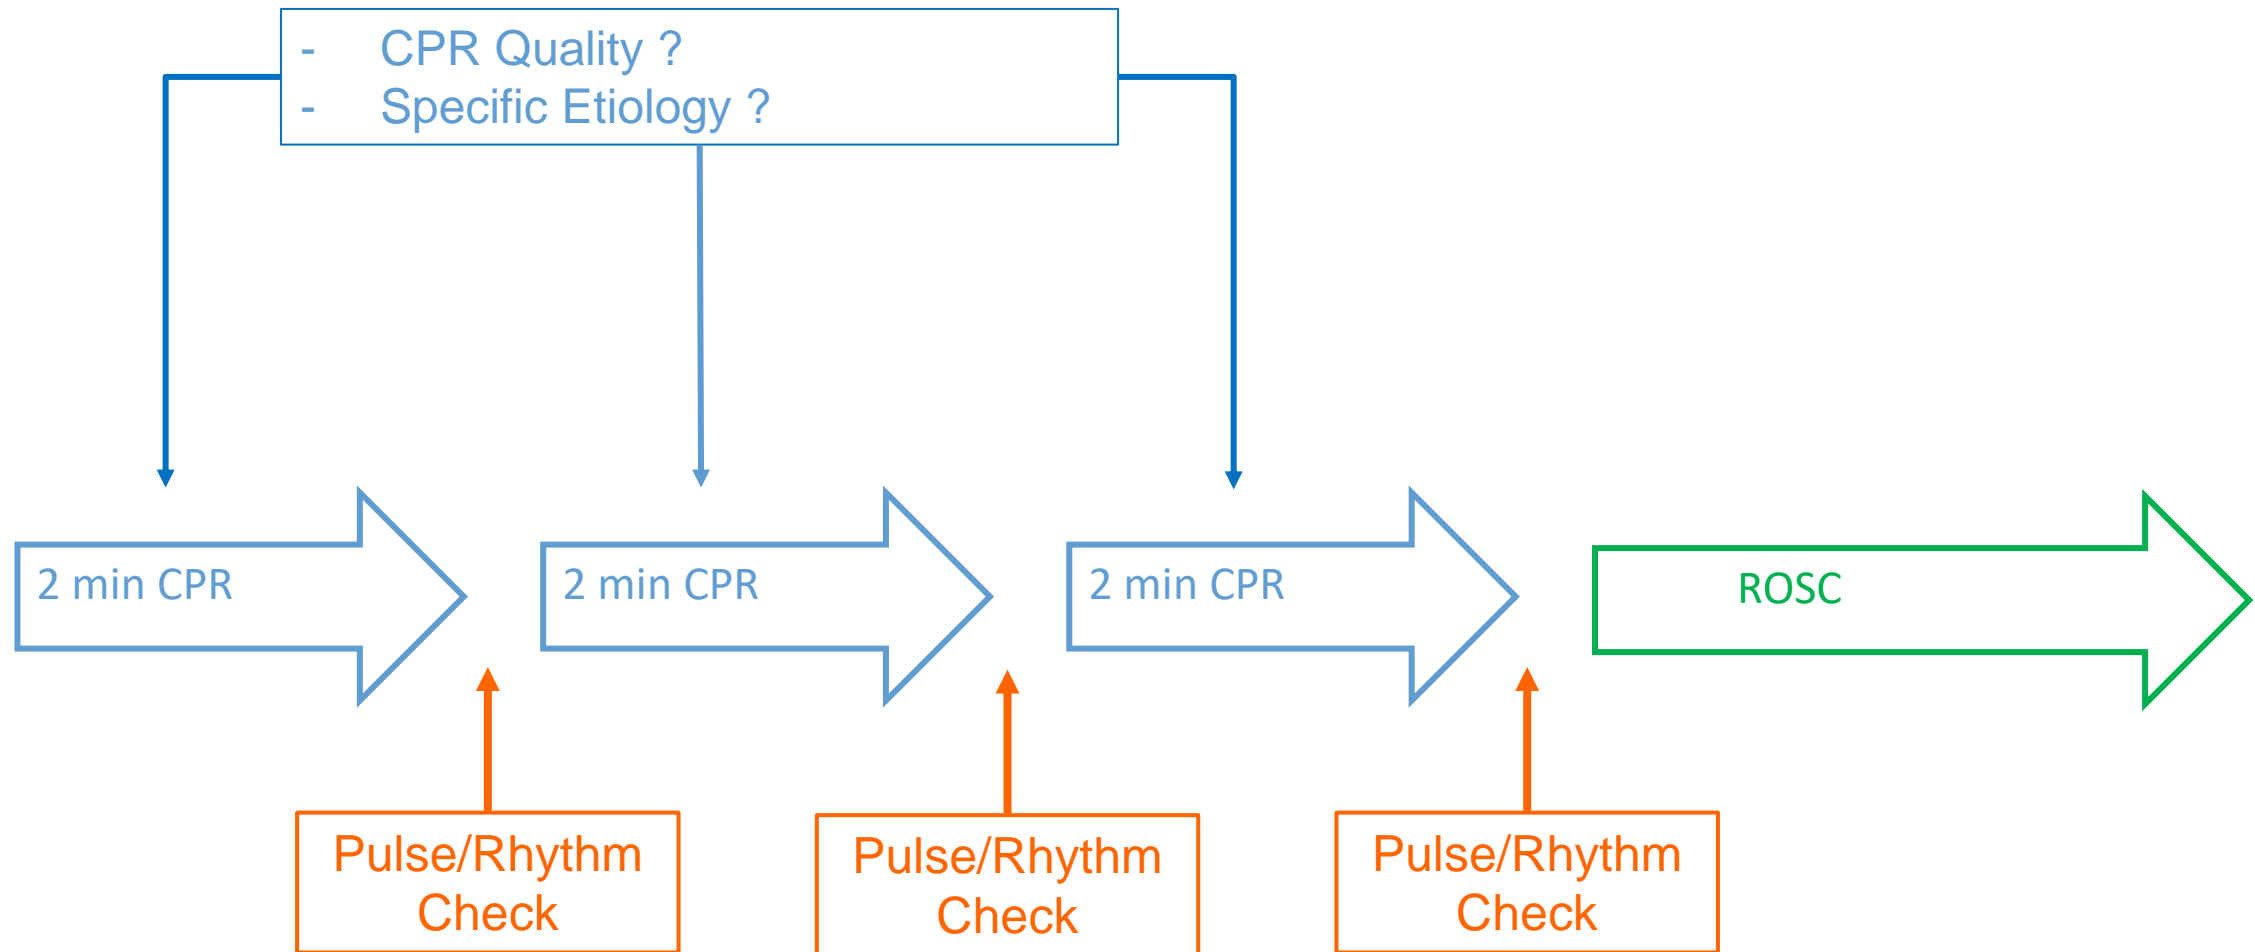 - CPR Quality ?
- Specific Etiology ?
2 min CPR
2 min CPR
2 min CPR
ROSC
Pulse/Rhythm
Check
Pulse/Rhythm
Check
Pulse/Rhythm
Check